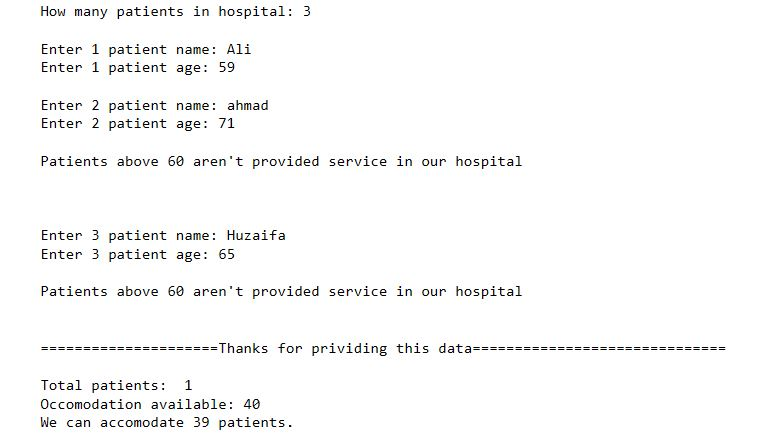 How many patients in hospital: 3
Enter 1 patient name: Ali
Enter 1 patient age: 59
Enter 2 patient name: ahmad
Enter 2 patient age: 71
Patients above 60 aren't provided service in our hospital
Enter 3 patient name: Huzaifa
Enter 3 patient age: 65
Patients above 60 aren't provided service in our hospital
=====================Thanks for prividing this data==============================
Total patients:  1
Occomodation available: 40
We can accomodate 39 patients.